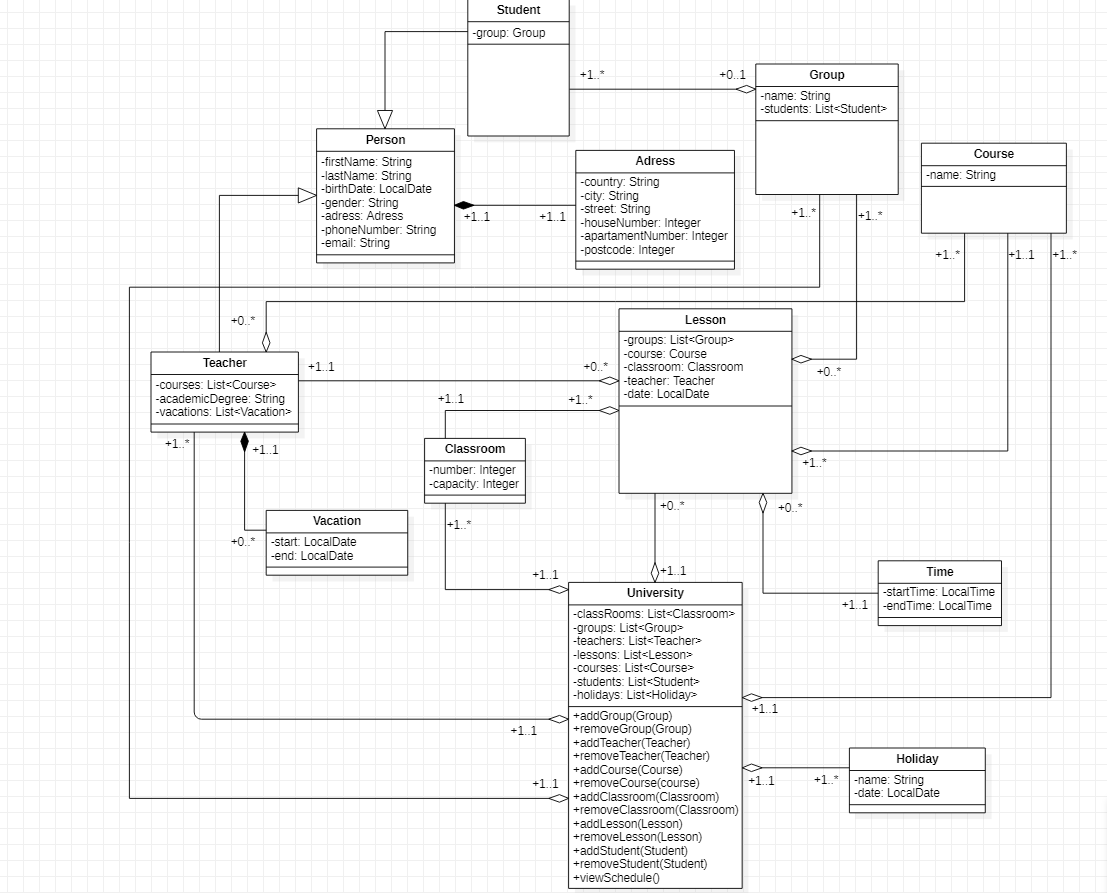 Student
-group: Group
+1..*
+0..1
Group
-name: String
-students: List<Student>
Person
-firstName: String
-lastName: String
-birthDate: LocalDate
-gender: String
-adress: Adress
-phoneNumber: String
-email: String
+1..1
+1..1
Adress
-country: String
-city: String
-street: String
-houseNumber: Integer
-apartamentNumber: Integer
-postcode: Integer
Course
-name: String
+1..*
+1..*
+1..*
+1..1
+1..*
+0..*
Teacher
-courses: List<Course>
-academicDegree: String
-vacations: List<Vacation>
+1..1
+0..*
Lesson
-groups: List<Group>
-course: Course
-classroom: Classroom
-teacher: Teacher
-date: LocalDate
+0..*
+1..*
+1..1
+1..*
Classroom
-number: Integer
-capacity: Integer
+1..*
+1..1
+1..*
+0..*
Vacation
-start: LocalDate
-end: LocalDate
+0..*
+0..*
+1..1
Time
-startTime: LocalTime
-endTime: LocalTime
+1..1
+1..1
University
-classRooms: List<Classroom>
-groups: List<Group>
-teachers: List<Teacher>
-lessons: List<Lesson>
-courses: List<Course>
-students: List<Student>
-holidays: List<Holiday>
+addGroup(Group)
+removeGroup(Group)
+addTeacher(Teacher)
+removeTeacher(Teacher)
+addCourse(Course)
+removeCourse(course)
+addClassroom(Classroom)
+removeClassroom(Classroom)
+addLesson(Lesson)
+removeLesson(Lesson)
+addStudent(Student)
+removeStudent(Student)
+viewSchedule()
+1..1
+1..1
+1..1
+1..1
+1..*
Holiday
-name: String
-date: LocalDate